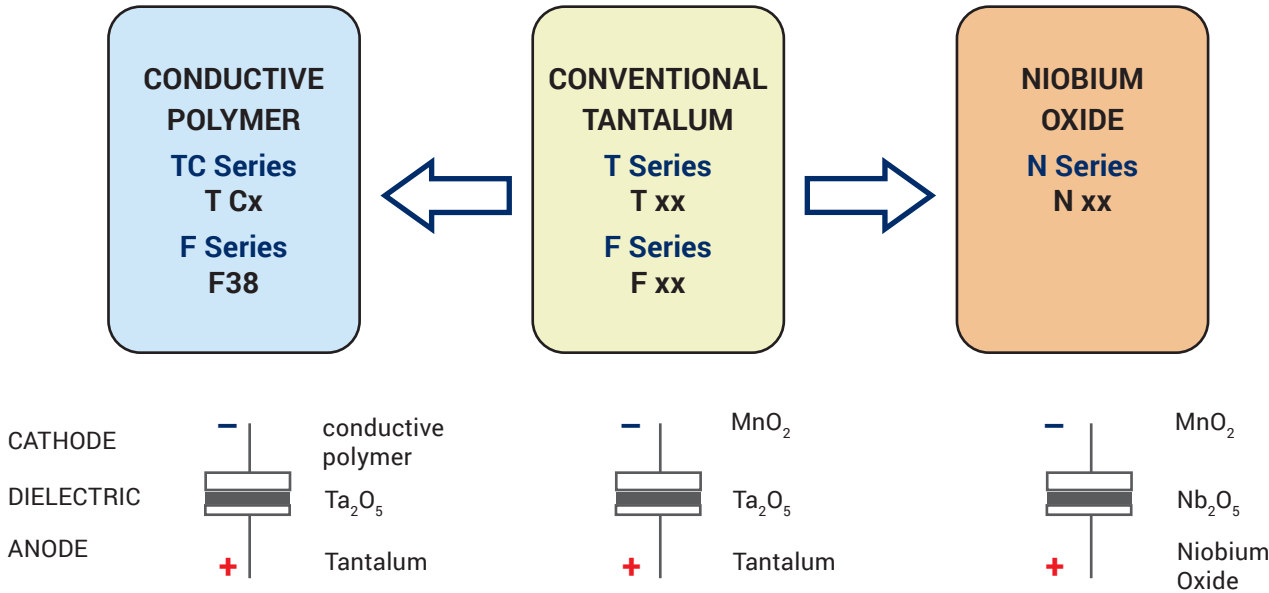 CONDUCTIVE
POLYMER
TC Series
T Cx
F Series
F38
CONVENTIONAL
TANTALUM
T Series
T xx
F Series
F xx
NIOBIUM
OXIDE
N Series
N xx
CATHODE
–
conductive
polymer
–
MnO₂
–
MnO₂
DIELECTRIC
Ta₂O₅
Ta₂O₅
Nb₂O₅
ANODE
+
Tantalum
+
Tantalum
+
Niobium
Oxide